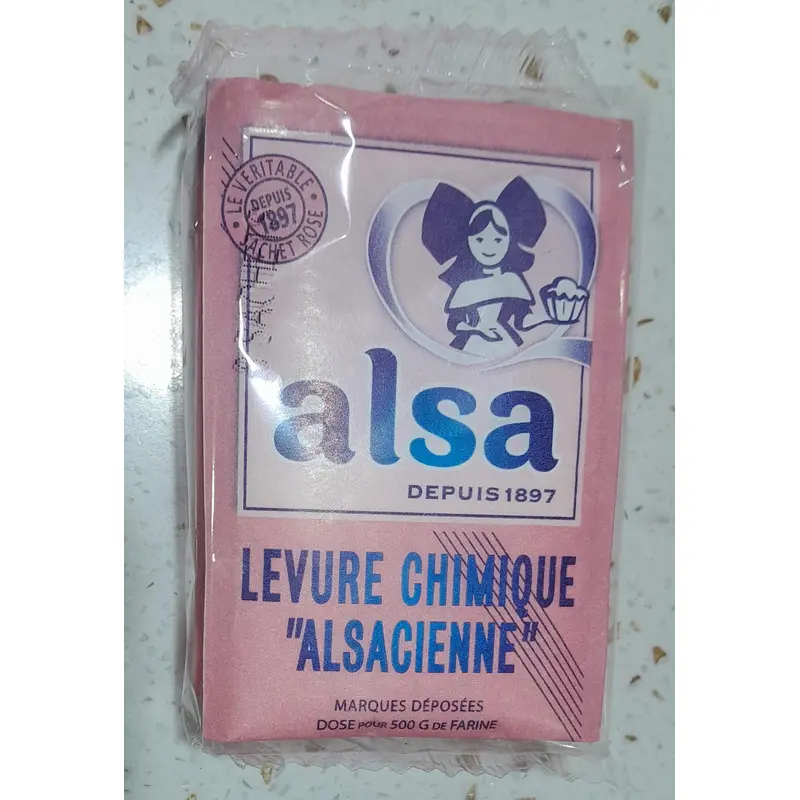 • LE VERITABLE •
DEPUIS
1897
SACHET ROSE
alsa
DEPUIS 1897
LEVURE CHIMIQUE
"ALSACIENNE"
MARQUES DÉPOSÉES
DOSE POUR 500 G DE FARINE